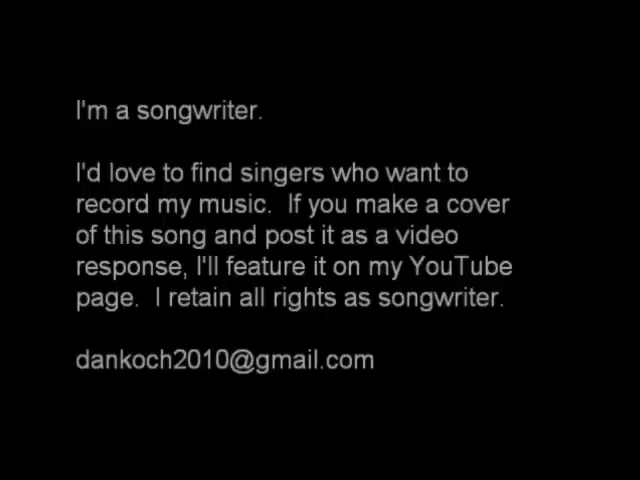 I'm a songwriter.
I'd love to find singers who want to
record my music.  If you make a cover
of this song and post it as a video
response, I'll feature it on my YouTube
page.  I retain all rights as songwriter.
dankoch2010@gmail.com